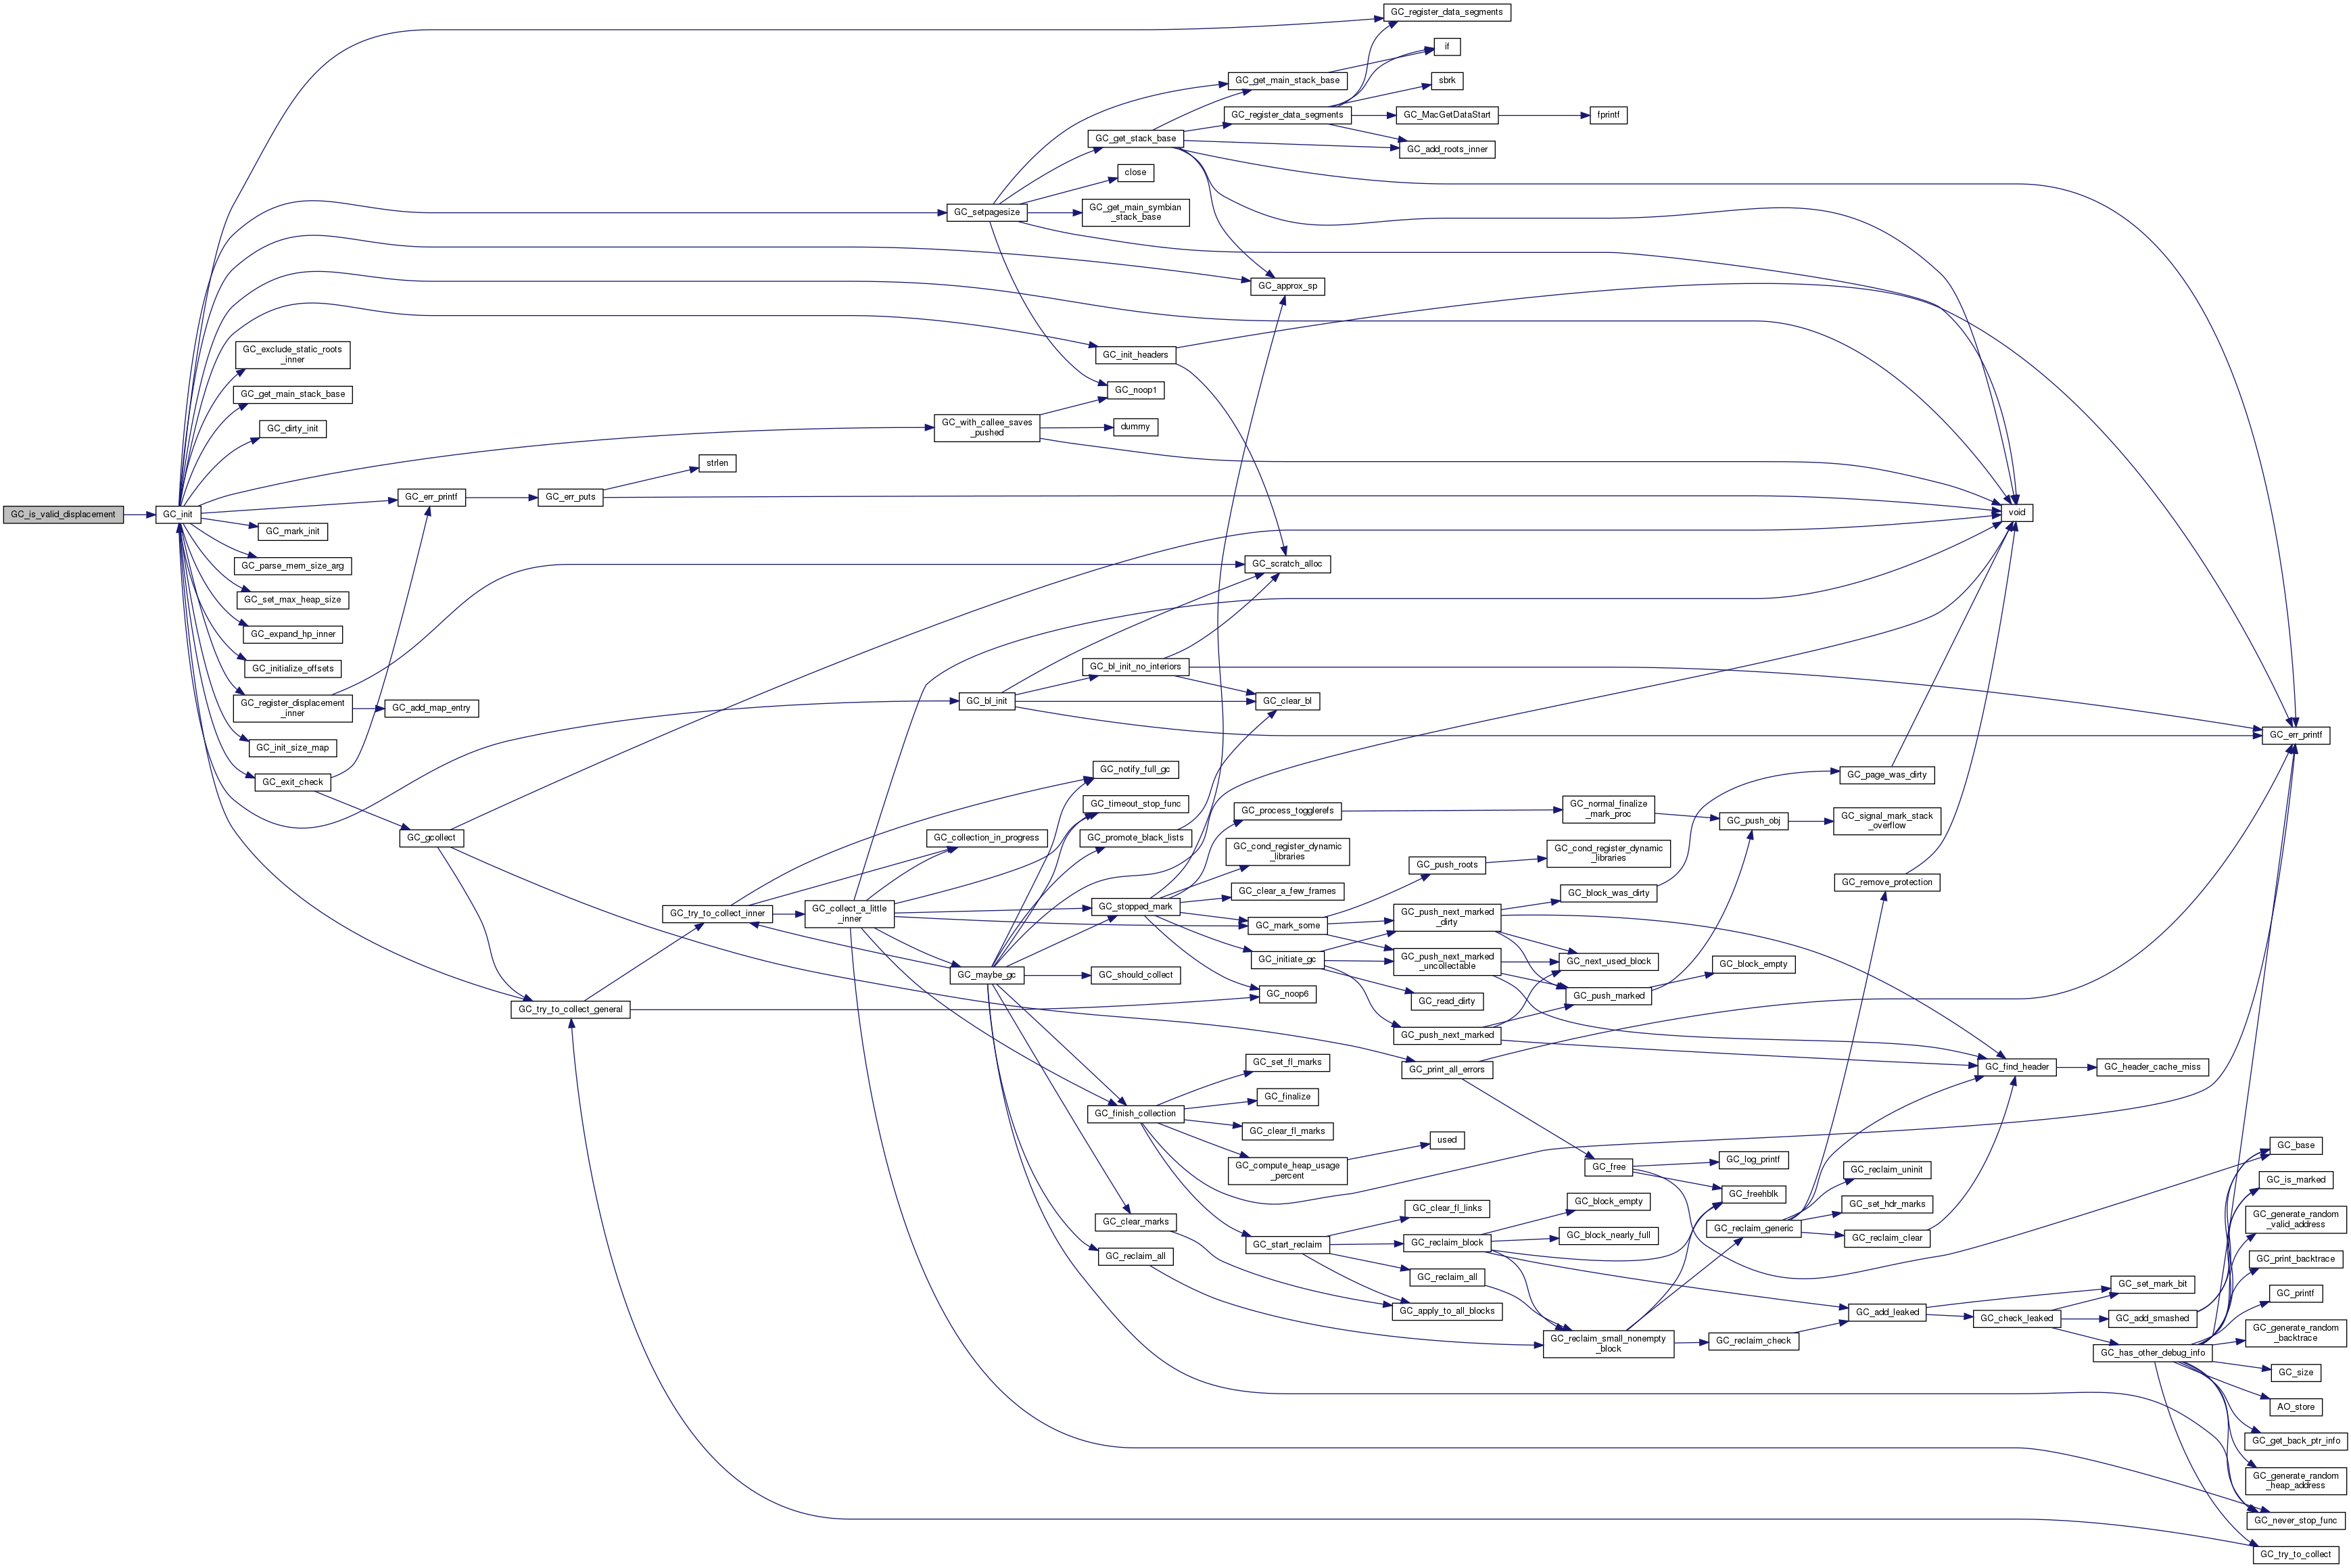 GC_register_data_segments
if
GC_get_main_stack_base
sbrk
GC_register_data_segments
GC_MacGetDataStart
fprintf
GC_get_stack_base
GC_add_roots_inner
close
GC_setpagesize
GC_get_main_symbian
_stack_base
GC_approx_sp
GC_exclude_static_roots
_inner
GC_init_headers
GC_get_main_stack_base
GC_noop1
GC_dirty_init
GC_with_callee_saves
_pushed
dummy
strlen
GC_err_printf
GC_err_puts
GC_is_valid_displacement
GC_init
void
GC_mark_init
GC_parse_mem_size_arg
GC_scratch_alloc
GC_set_max_heap_size
GC_expand_hp_inner
GC_initialize_offsets
GC_bl_init_no_interiors
GC_register_displacement
_inner
GC_add_map_entry
GC_bl_init
GC_clear_bl
GC_init_size_map
GC_err_printf
GC_exit_check
GC_notify_full_gc
GC_page_was_dirty
GC_timeout_stop_func
GC_process_togglerefs
GC_normal_finalize
_mark_proc
GC_push_obj
GC_signal_mark_stack
_overflow
GC_gcollect
GC_collection_in_progress
GC_promote_black_lists
GC_cond_register_dynamic
_libraries
GC_push_roots
GC_cond_register_dynamic
_libraries
GC_clear_a_few_frames
GC_block_was_dirty
GC_remove_protection
GC_try_to_collect_inner
GC_collect_a_little
_inner
GC_stopped_mark
GC_mark_some
GC_push_next_marked
_dirty
GC_initiate_gc
GC_push_next_marked
_uncollectable
GC_next_used_block
GC_block_empty
GC_maybe_gc
GC_should_collect
GC_noop6
GC_read_dirty
GC_push_marked
GC_try_to_collect_general
GC_push_next_marked
GC_set_fl_marks
GC_print_all_errors
GC_find_header
GC_header_cache_miss
GC_finalize
GC_finish_collection
GC_clear_fl_marks
used
GC_compute_heap_usage
_percent
GC_free
GC_log_printf
GC_base
GC_reclaim_uninit
GC_is_marked
GC_freehblk
GC_block_empty
GC_set_hdr_marks
GC_clear_fl_links
GC_generate_random
_valid_address
GC_clear_marks
GC_reclaim_generic
GC_reclaim_clear
GC_start_reclaim
GC_reclaim_block
GC_block_nearly_full
GC_reclaim_all
GC_print_backtrace
GC_reclaim_all
GC_set_mark_bit
GC_printf
GC_apply_to_all_blocks
GC_add_leaked
GC_check_leaked
GC_add_smashed
GC_generate_random
_backtrace
GC_reclaim_small_nonempty
_block
GC_reclaim_check
GC_has_other_debug_info
GC_size
AO_store
GC_get_back_ptr_info
GC_generate_random
_heap_address
GC_never_stop_func
GC_try_to_collect